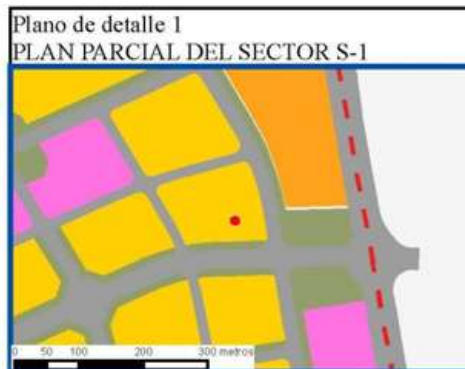 Plano de detalle 1
PLAN PARCIAL DEL SECTOR S-1
0 50 100 200 300 metros